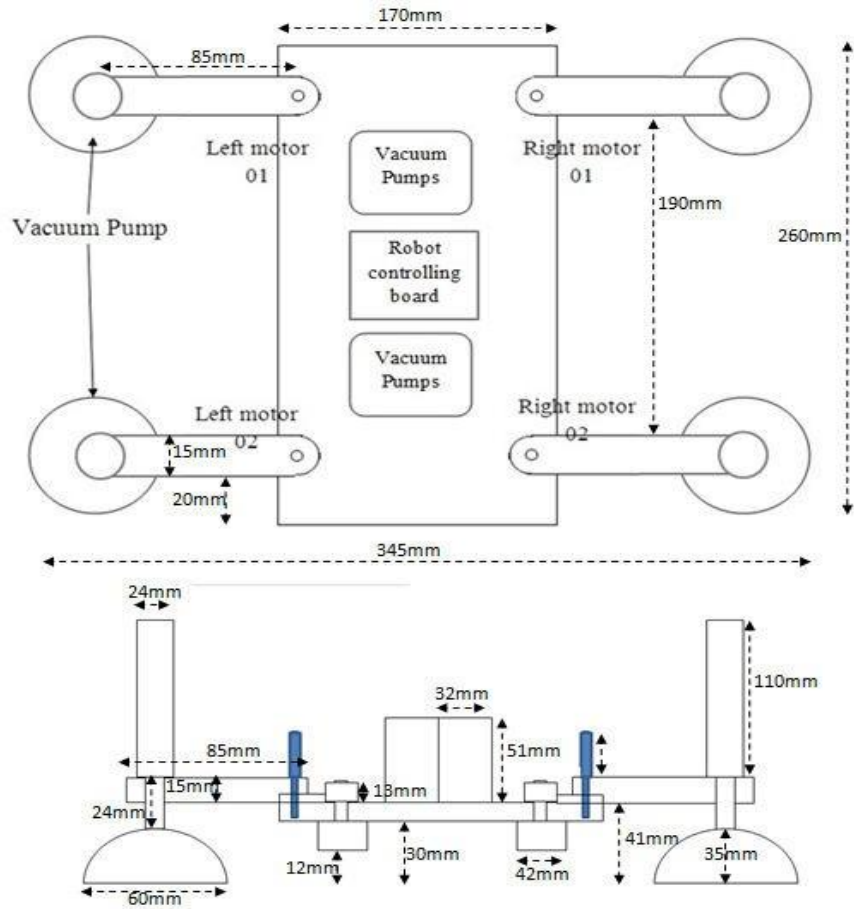 170mm
85mm
Left motor
01
Vacuum
Pumps
Right motor
01
190mm
Vacuum Pump
260mm
Robot
controlling
board
Vacuum
Pumps
Left motor
02
Right motor
02
15mm
20mm
345mm
24mm
110mm
32mm
85mm
51mm
15mm
13mm
24mm
41mm
35mm
30mm
12mm
42mm
60mm